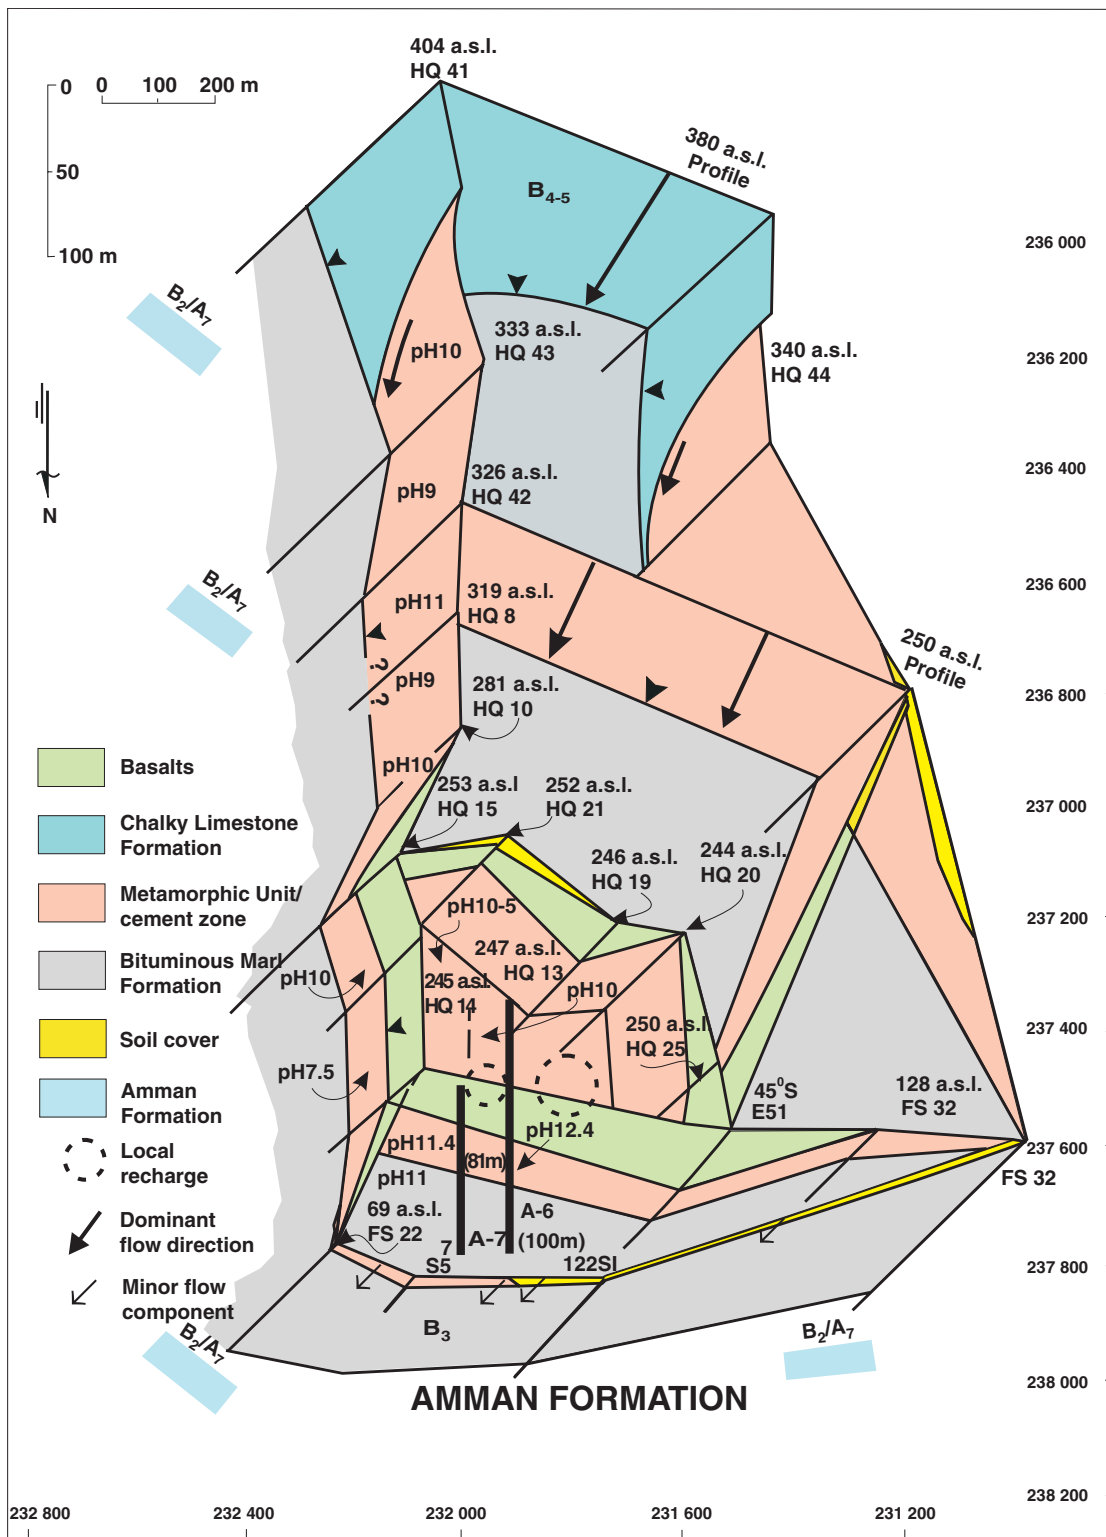 404 a.s.l.
HQ 41
0
0 100 200 m
50
100 m
380 a.s.l.
Profile
B4-5
236 000
B2/A7
333 a.s.l.
HQ 43
pH10
340 a.s.l.
HQ 44
236 200
326 a.s.l.
HQ 42
pH9
236 400
N
B2/A7
236 600
319 a.s.l.
HQ 8
pH11
250 a.s.l.
Profile
?
?
pH9
281 a.s.l.
HQ 10
236 800
Basalts
pH10
253 a.s.l
HQ 15
252 a.s.l.
HQ 21
237 000
Chalky Limestone
Formation
246 a.s.l.
HQ 19
244 a.s.l.
HQ 20
Metamorphic Unit/
cement zone
pH10-5
237 200
247 a.s.l.
HQ 13
Bituminous Marl
Formation
pH10
245 a.s.l.
HQ 14
pH10
250 a.s.l.
HQ 25
Soil cover
237 400
pH7.5
Amman
Formation
45⁰S
E51
128 a.s.l.
FS 32
pH12.4
pH11.4
(81m)
237 600
Local
recharge
pH11
FS 32
69 a.s.l.
FS 22
A-6
(100m)
A-7
7
S5
122SI
Dominant
flow direction
237 800
Minor flow
component
B3
B2/A7
B2/A7
AMMAN FORMATION
238 000
238 200
232 800 232 400 232 000 231 600 231 200